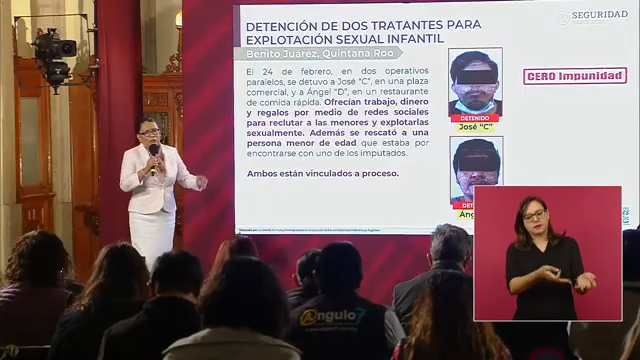 DETENCIÓN DE DOS TRATANTES PARA
EXPLOTACIÓN SEXUAL INFANTIL
SEGURIDAD
Benito Juárez, Quintana Roo
El 24 de febrero, en dos operativos
paralelos, se detuvo a José “C”, en una plaza
comercial, y a Ángel “D”, en un restaurante
de comida rápida. Ofrecían trabajo, dinero
y regalos por medio de redes sociales
para reclutar a las menores y explotarlas
sexualmente. Además se rescató a una
persona menor de edad que estaba por
encontrarse con uno de los imputados.
Ambos están vinculados a proceso.
DETENIDO
José “C”
CERO Impunidad
@ngulo7